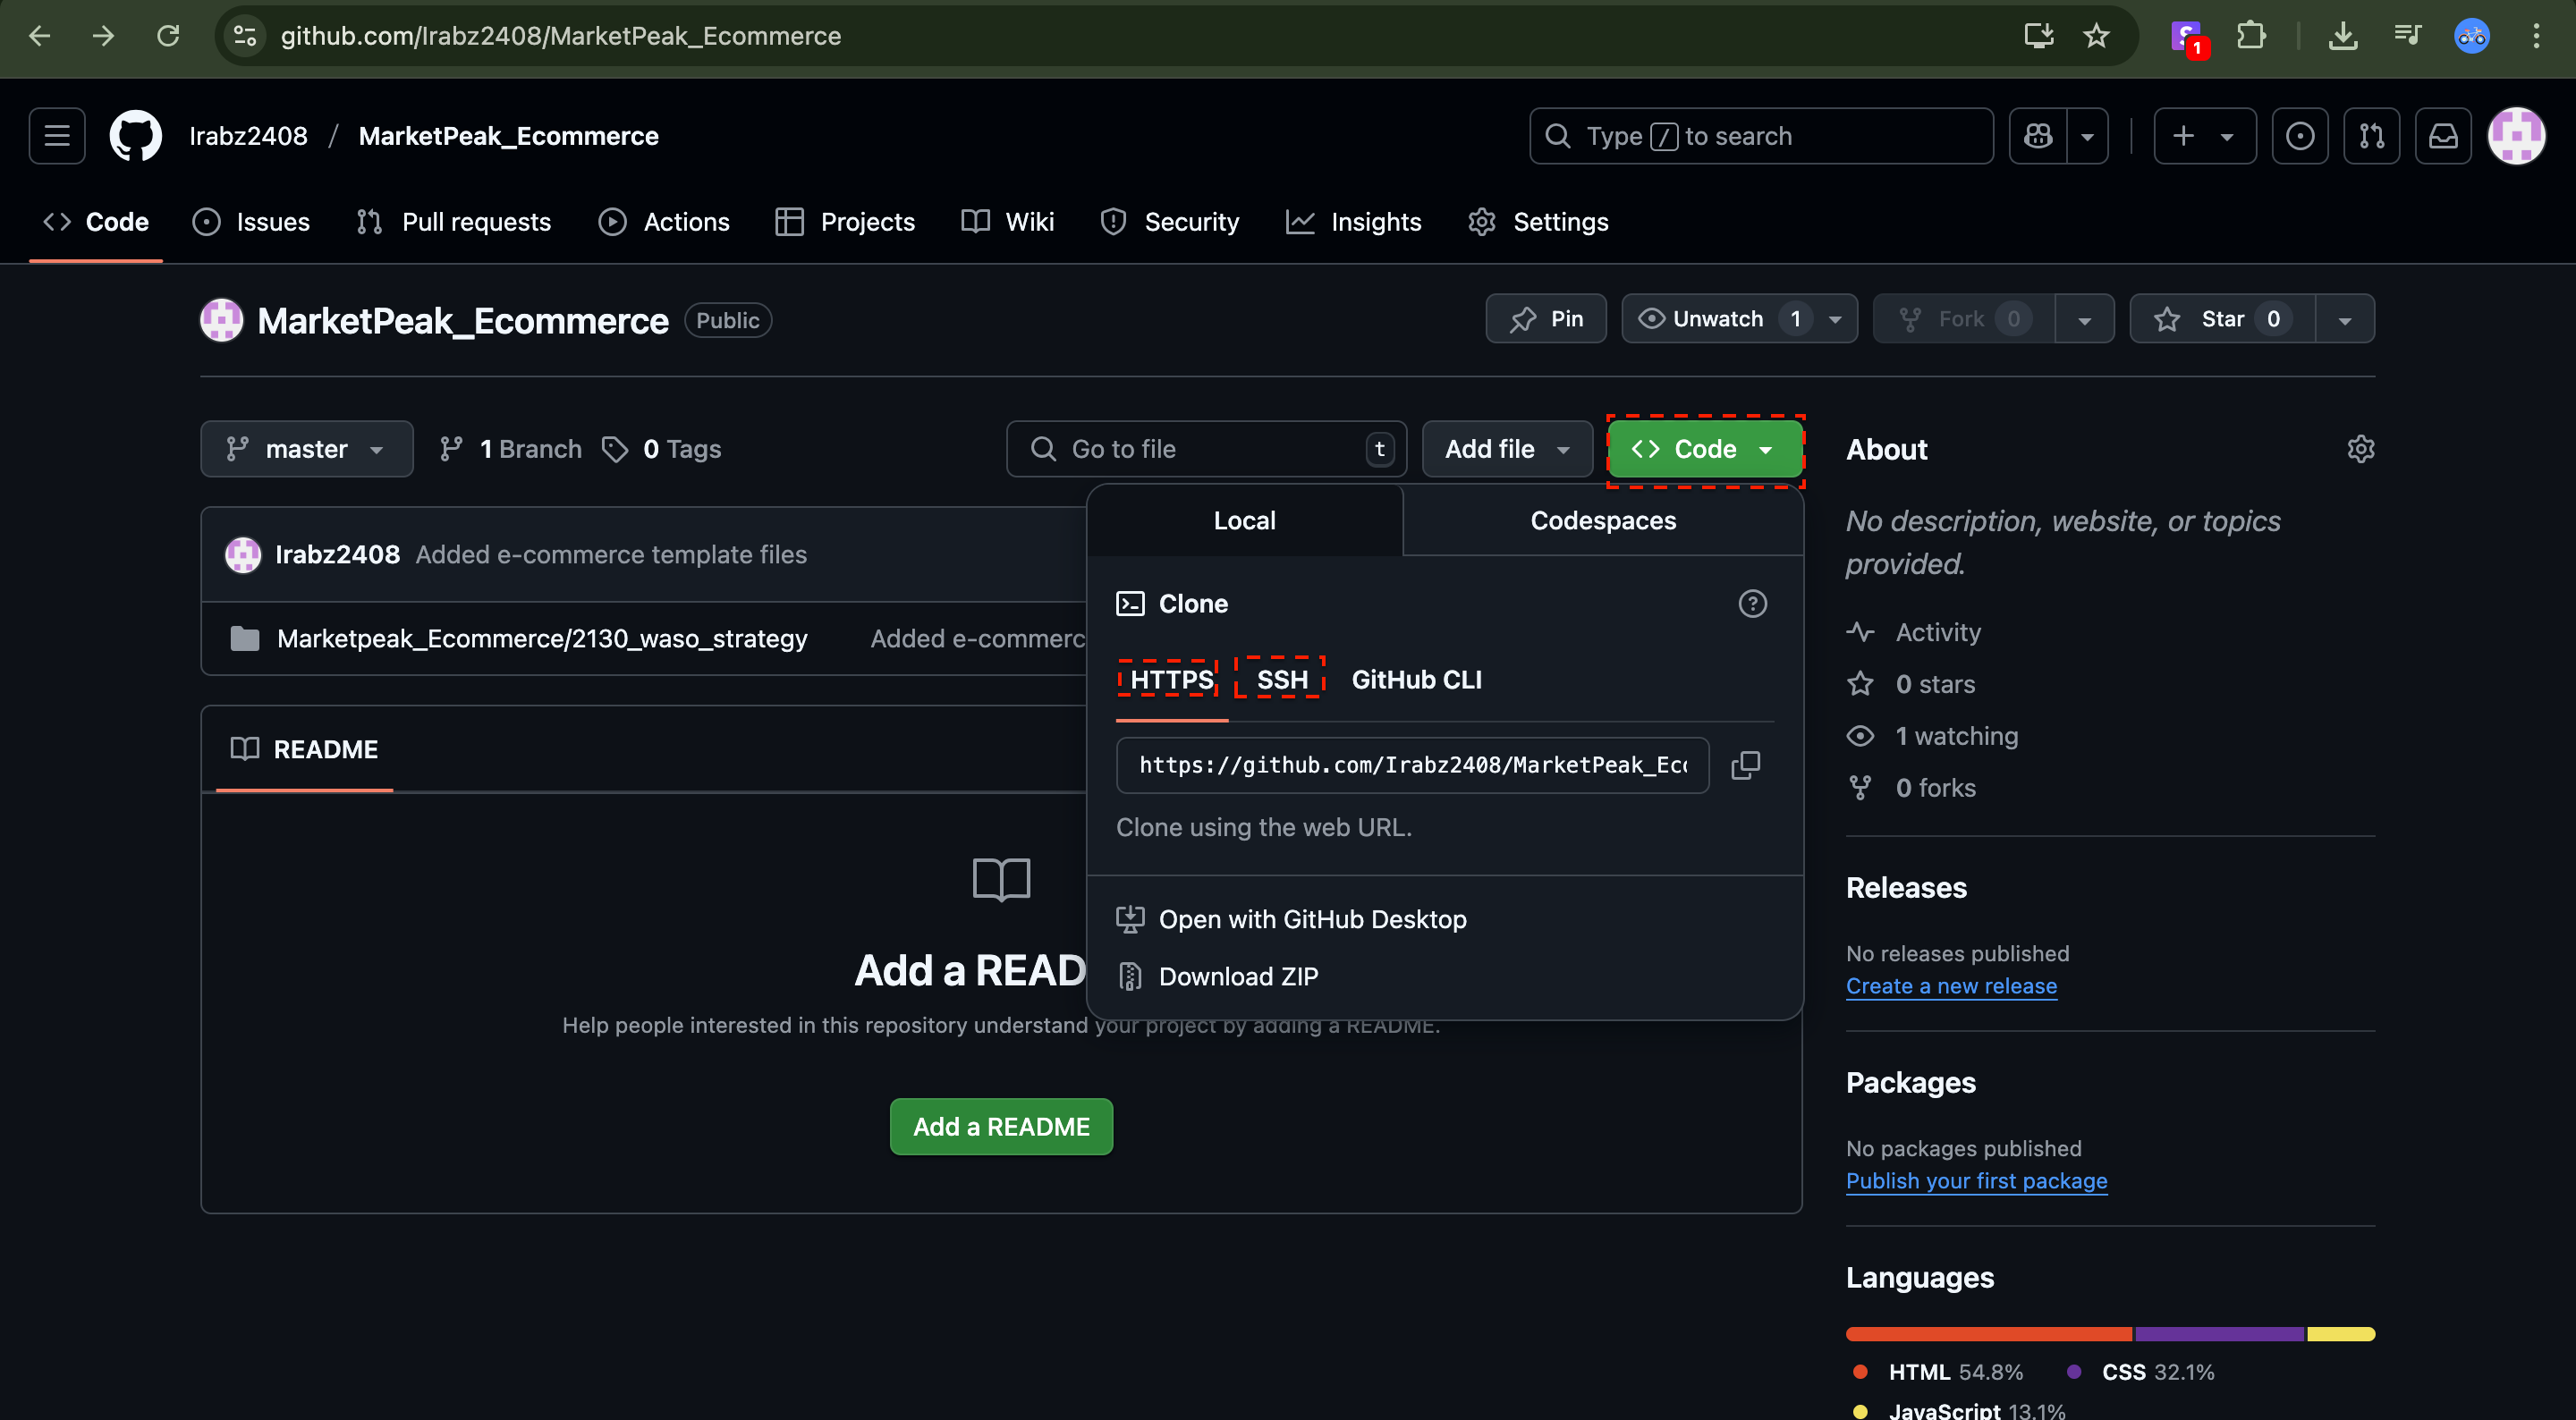 github.com/Irabz2408/MarketPeak_Ecommerce
S 1
Irabz2408 / MarketPeak_Ecommerce
Type / to search
Code Issues Pull requests Actions Projects Wiki Security Insights Settings
MarketPeak_Ecommerce Public
Pin Unwatch 1 Fork 0 Star 0
master 1 Branch 0 Tags
Go to file t Add file Code
Local Codespaces
Irabz2408 Added e-commerce template files
Marketpeak_Ecommerce/2130_waso_strategy Added e-commerc
Clone
HTTPS SSH GitHub CLI
https://github.com/Irabz2408/MarketPeak_Ec
Clone using the web URL.
Open with GitHub Desktop
Download ZIP
README
Add a READ
Help people interested in this repository understand your project by adding a README.
Add a README
About
No description, website, or topics
provided.
Activity
0 stars
1 watching
0 forks
Releases
No releases published
Create a new release
Packages
No packages published
Publish your first package
Languages
HTML 54.8% CSS 32.1%
JavaScript 13.1%